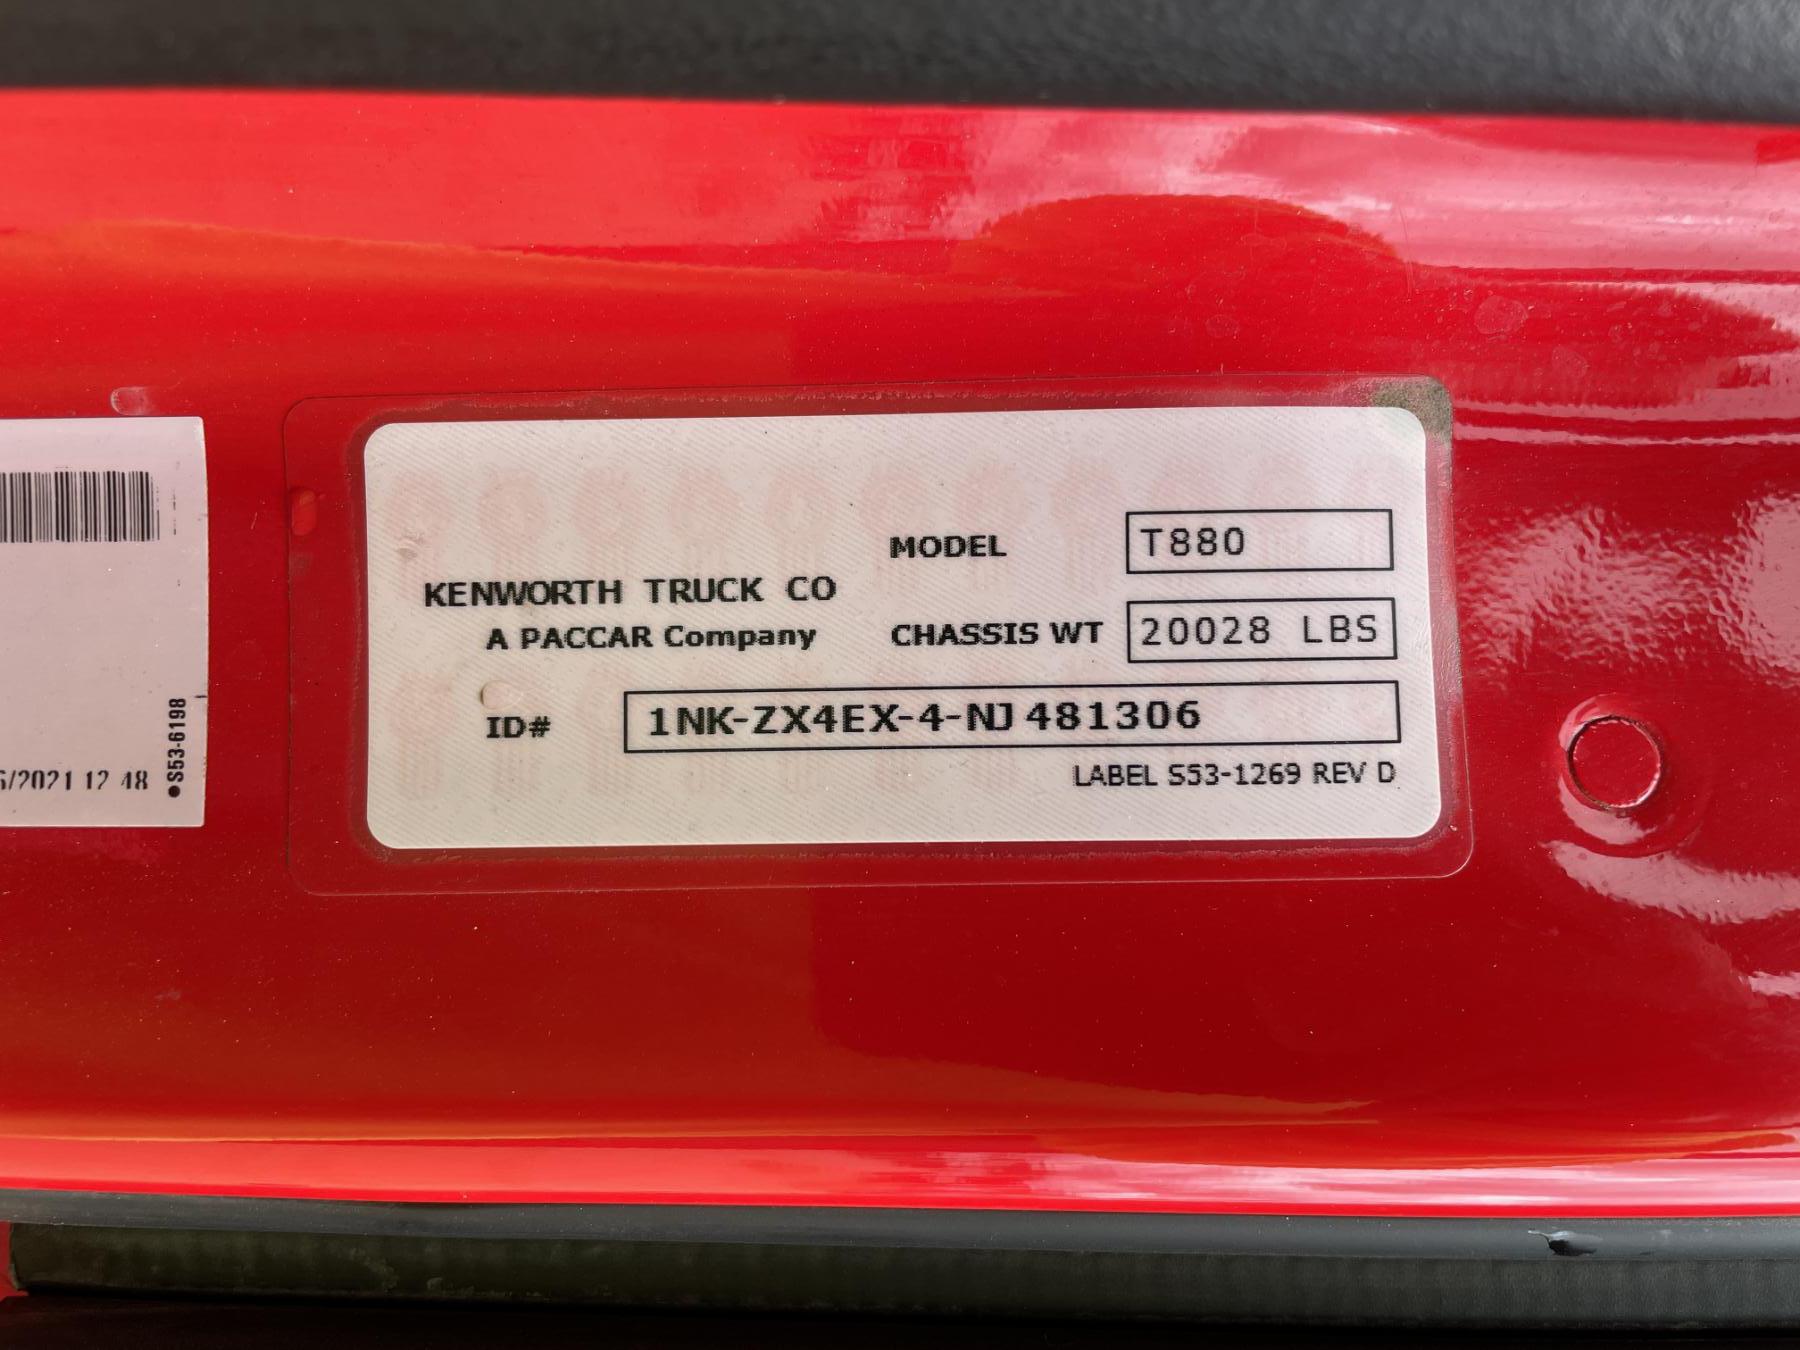 KENWORTH TRUCK CO
A PACCAR Company
MODEL T880
CHASSIS WT 20028 LBS
ID# 1NK-ZX4EX-4-NJ481306
LABEL S53-1269 REV D
/2021 12 48
●S53-6198